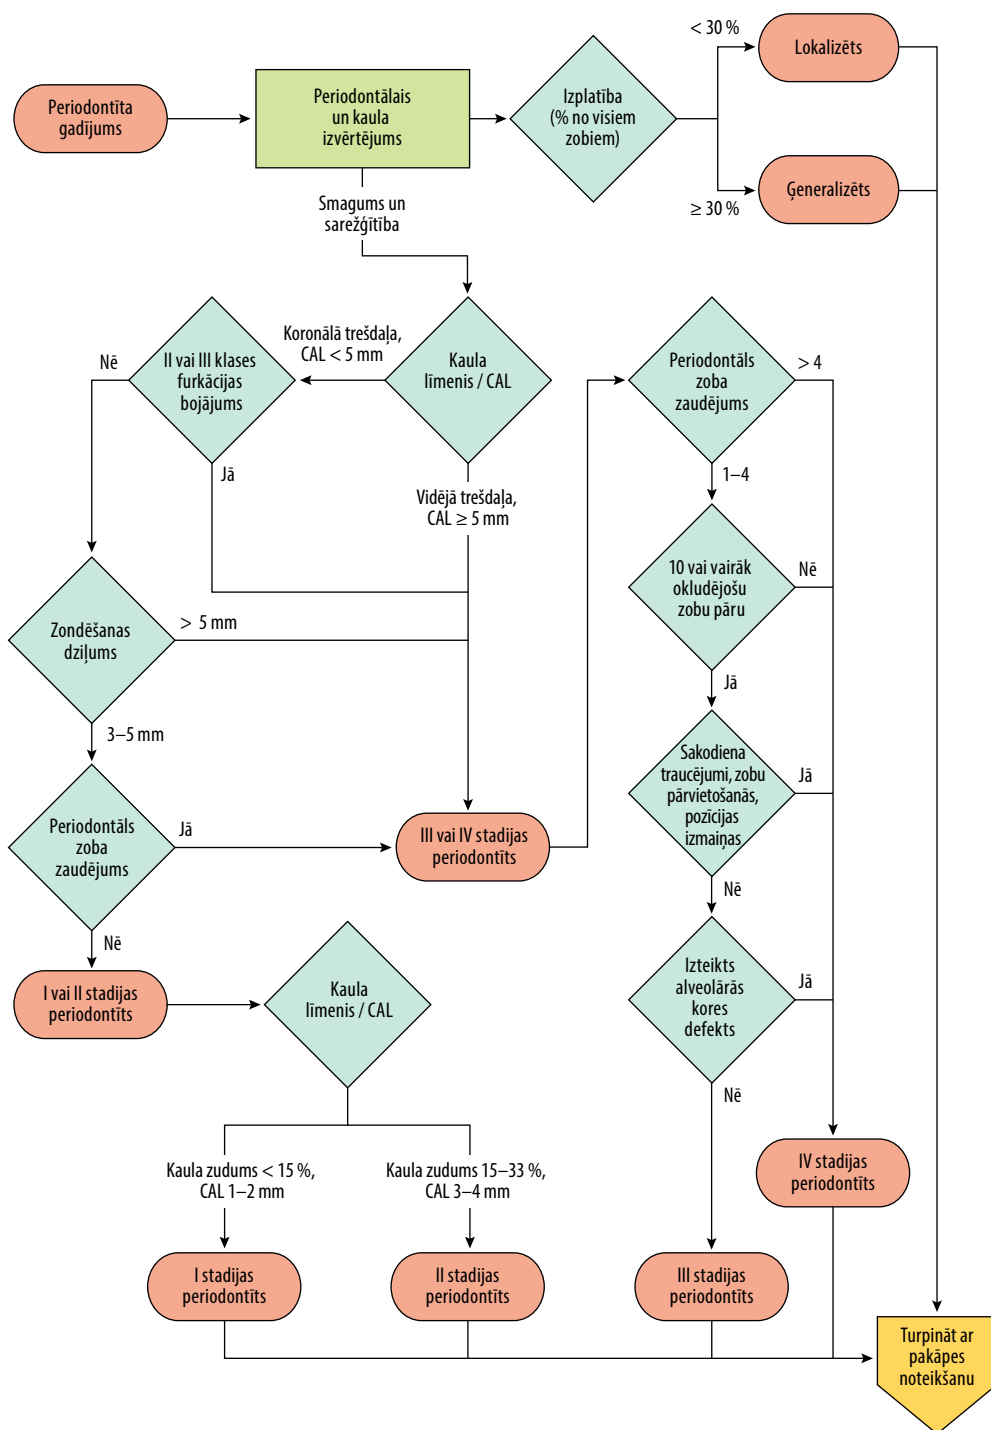 Periodontīta
gadījums
Periodontālais
un kaula
izvērtējums
Izplatība
(% no visiem
zobiem)
< 30 %
Lokalizēts
≥ 30 %
Ģeneralizēts
Smagums un
sarežģītība
Kaula
līmenis / CAL
Koronālā trešdaļa,
CAL < 5 mm
II vai III klases
furkācijas
bojājums
Nē
Jā
Vidējā trešdaļa,
CAL ≥ 5 mm
Zondēšanas
dziļums
> 5 mm
3–5 mm
Periodontāls
zoba
zaudējums
Jā
Nē
III vai IV stadijas
periodontīts
I vai II stadijas
periodontīts
Kaula
līmenis / CAL
Kaula zudums < 15 %,
CAL 1–2 mm
Kaula zudums 15–33 %,
CAL 3–4 mm
I stadijas
periodontīts
II stadijas
periodontīts
Periodontāls
zoba
zaudējums
> 4
1–4
10 vai vairāk
okludējošu
zobu pāru
Nē
Jā
Sakodiena
traucējumi, zobu
pārvietošanās,
pozīcijas
izmaiņas
Jā
Nē
Izteikts
alveolārās
kores
defekts
Jā
Nē
III stadijas
periodontīts
IV stadijas
periodontīts
Turpināt ar
pakāpes
noteikšanu